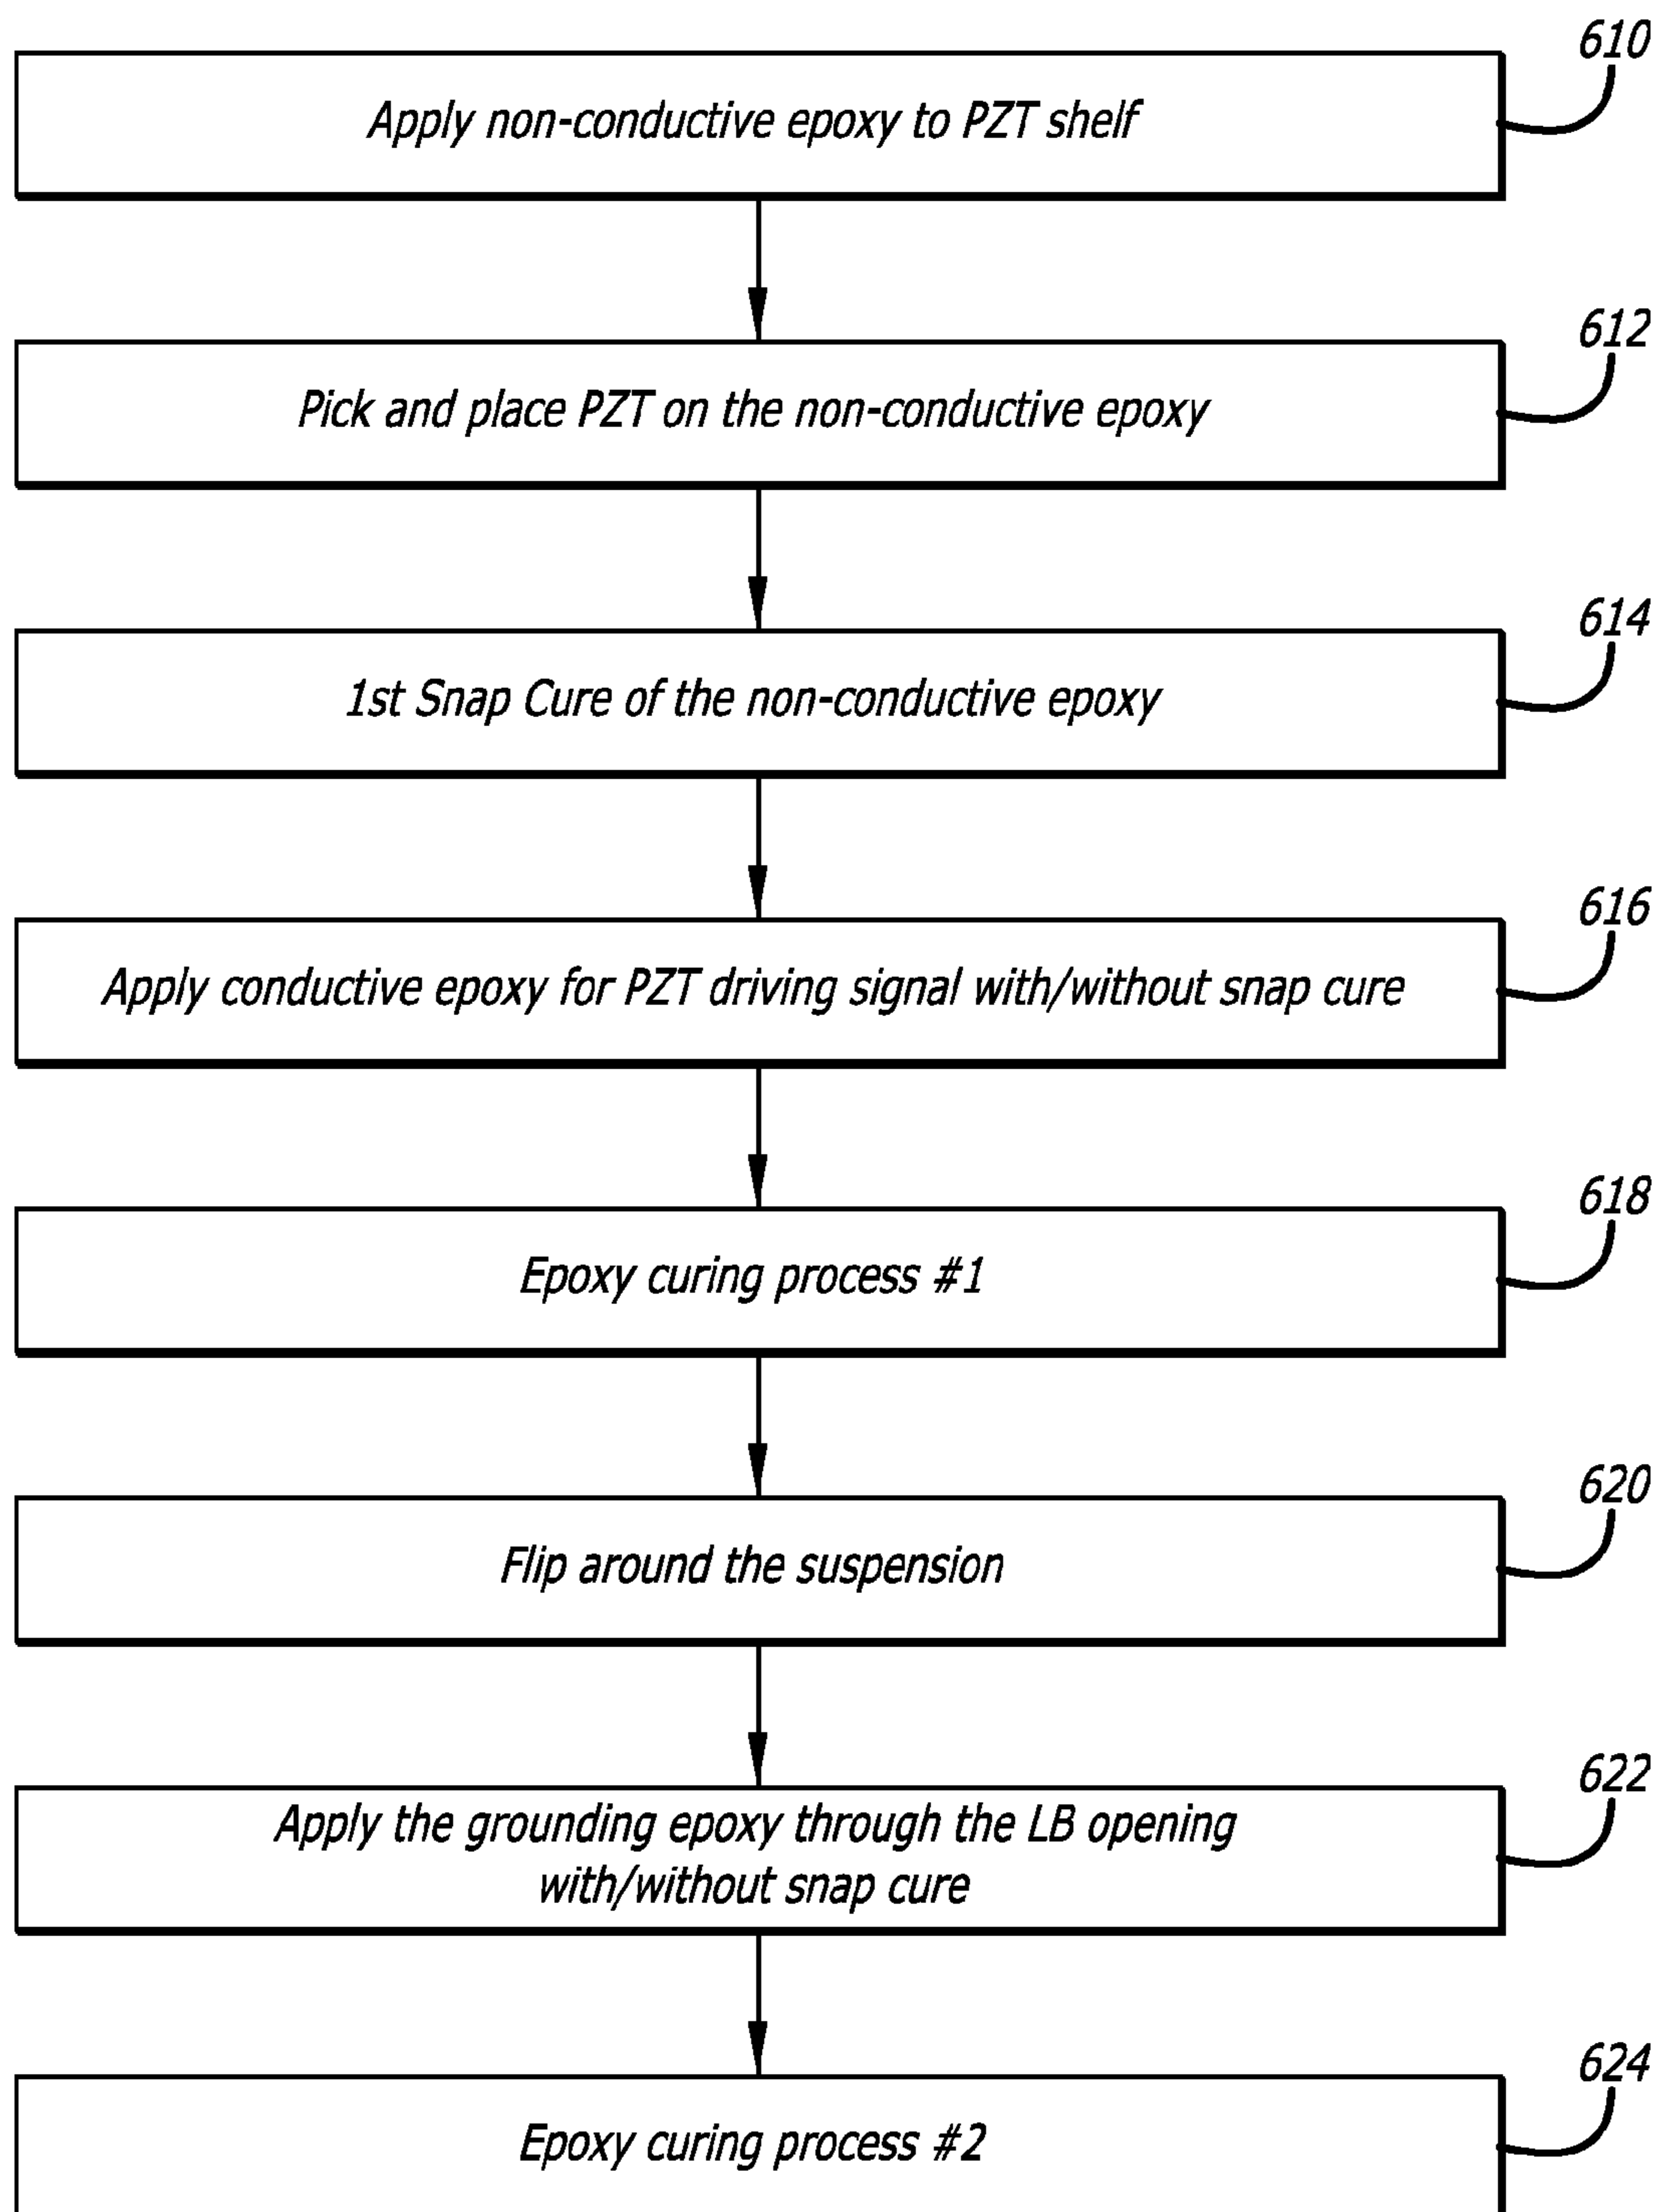 610
Apply non-conductive epoxy to PZT shelf
612
Pick and place PZT on the non-conductive epoxy
614
1st Snap Cure of the non-conductive epoxy
616
Apply conductive epoxy for PZT driving signal with/without snap cure
618
Epoxy curing process #1
620
Flip around the suspension
622
Apply the grounding epoxy through the LB opening
with/without snap cure
624
Epoxy curing process #2